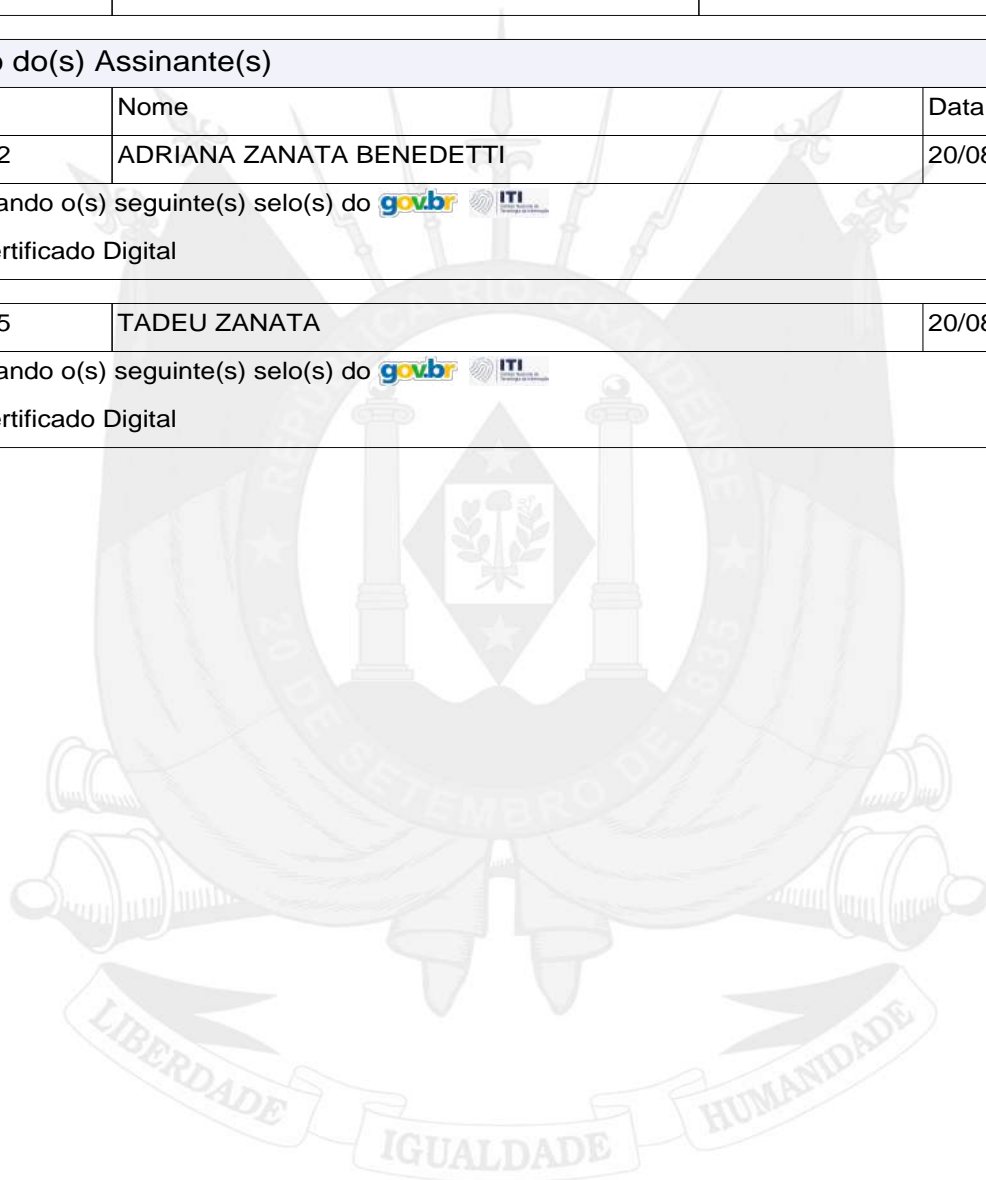 o do(s) Assinante(s)
Nome Data
2 ADRIANA ZANATA BENEDETTI 20/08
ando o(s) seguinte(s) selo(s) do gov.br ITI
ertificado Digital
5 TADEU ZANATA 20/08
ando o(s) seguinte(s) selo(s) do gov.br ITI
ertificado Digital
REPÚBLICA RIO-GRANDENSE
20 DE SETEMBRO DE 1835
LIBERDADE IGUALDADE HUMANIDADE